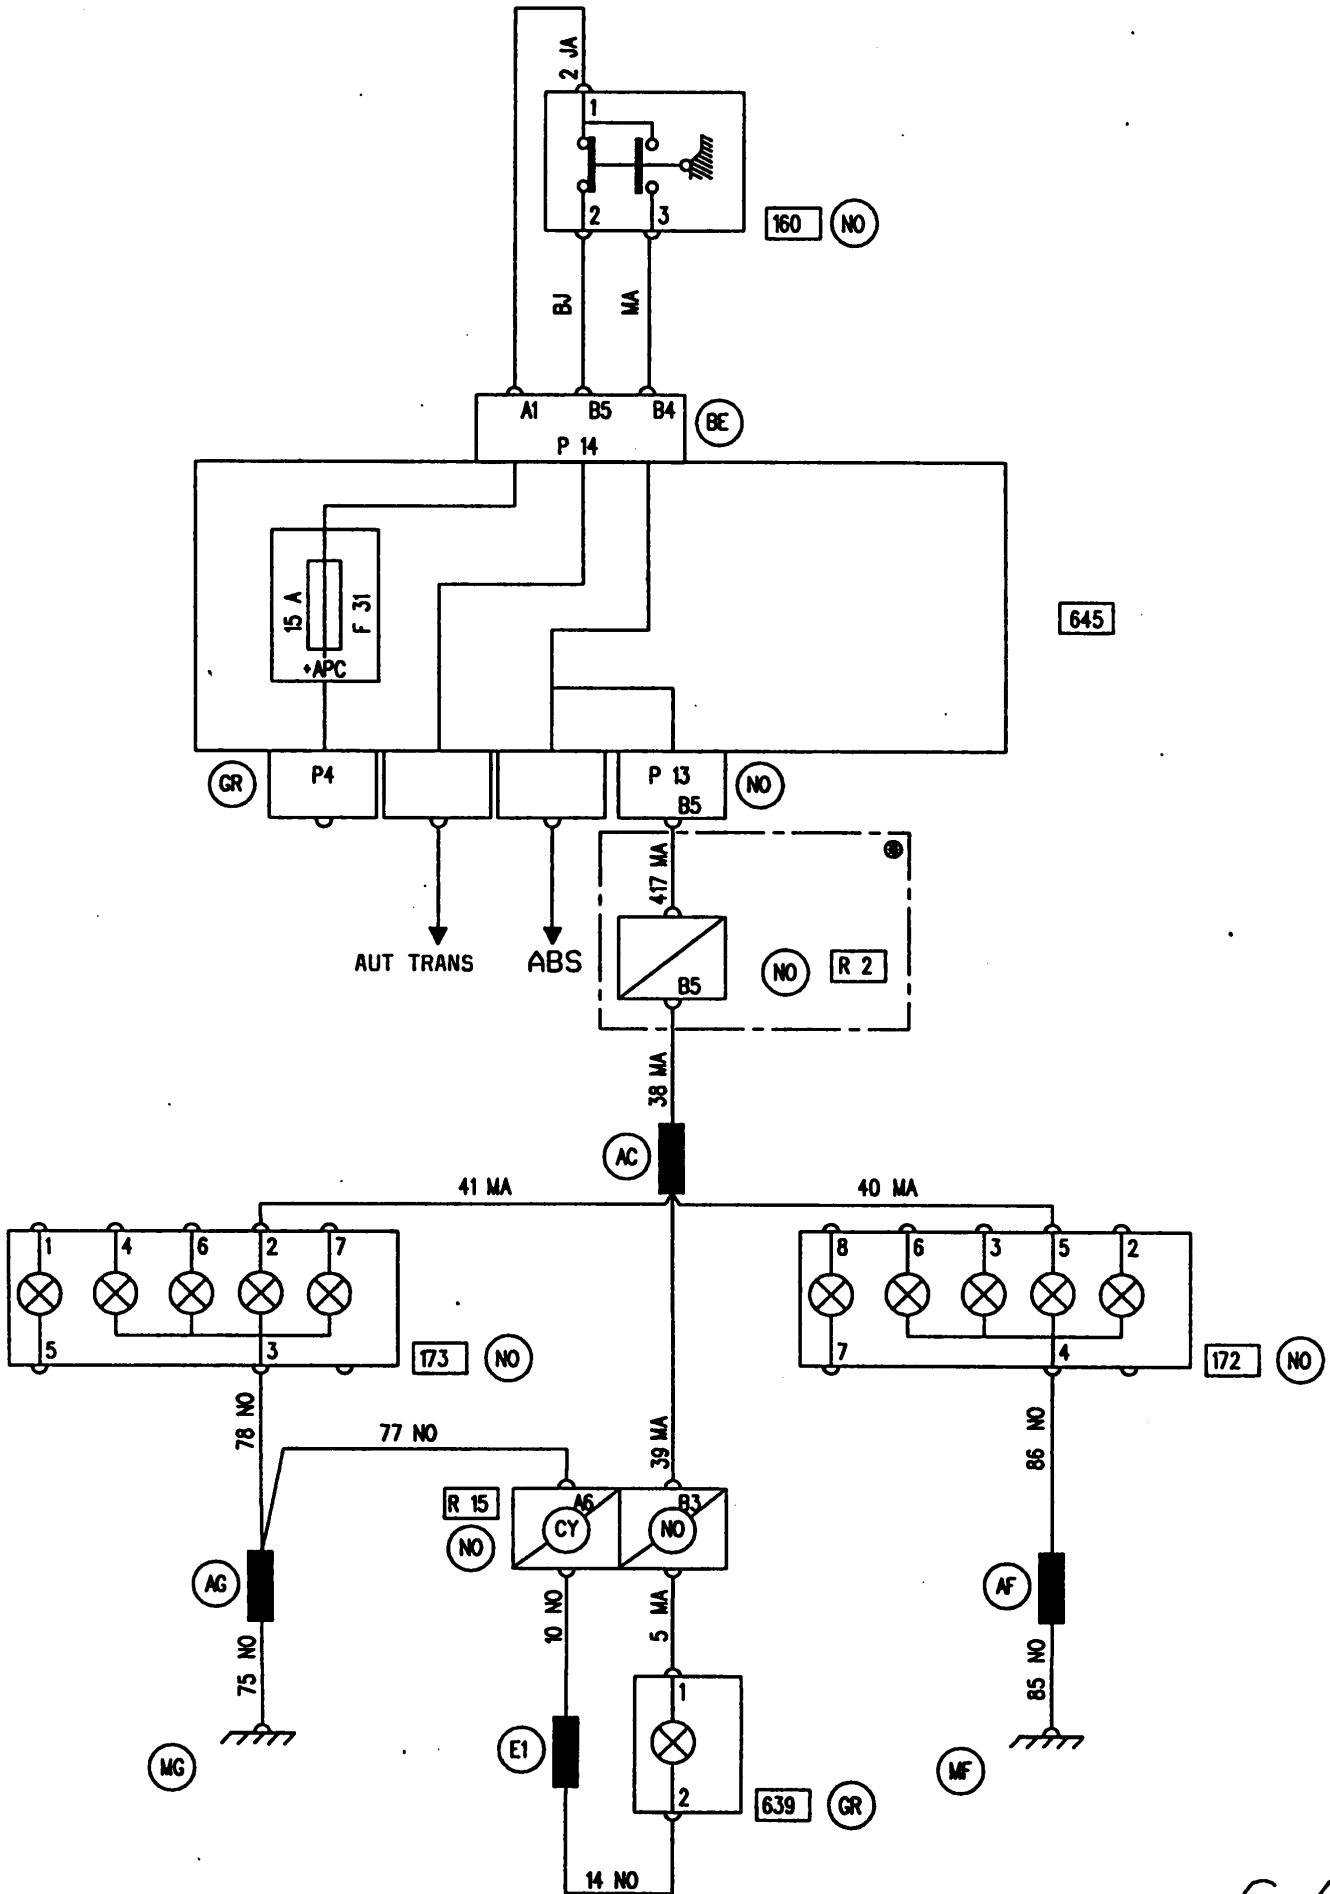 2 JA
1
2 3
160 NO
BJ MA
A1 B5 B4
P 14
BE
15 A F 31
+APC
645
GR P4 P 13 NO
B5
417 MA
AUT TRANS ABS
NO R 2
B5
38 MA
AC
41 MA 40 MA
1 4 6 2 7
8 6 3 5 2
5 3
173 NO
7 4
172 NO
78 NO
77 NO
39 MA
86 NO
R 15 A6 B3
NO CY NO
AG AF
10 NO 5 MA
75 NO 85 NO
1
E1
MG MF
2
639 GR
14 NO